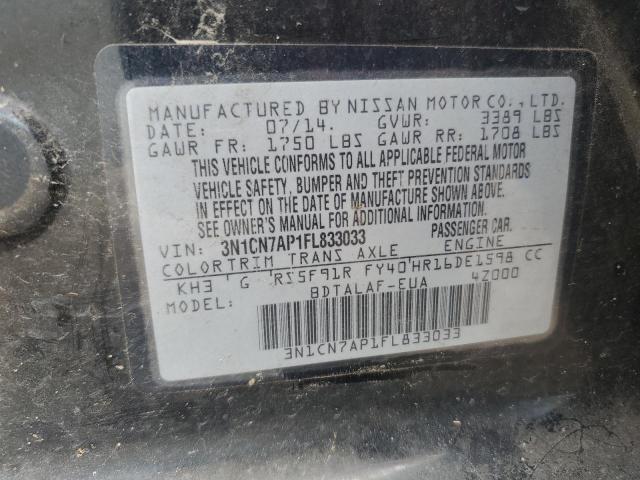 MANUFACTURED BY NISSAN MOTOR CO., LTD.
DATE: 07/14. GVWR: 3389 LBS
GAWR FR: 1750 LBS GAWR RR: 1708 LBS
THIS VEHICLE CONFORMS TO ALL APPLICABLE FEDERAL MOTOR
VEHICLE SAFETY, BUMPER AND THEFT PREVENTION STANDARDS
IN EFFECT ON THE DATE OF MANUFACTURE SHOWN ABOVE.
SEE OWNER'S MANUAL FOR ADDITIONAL INFORMATION.
VIN: 3N1CN7AP1FL833033 PASSENGER CAR.
COLOR TRIM TRANS AXLE ENGINE
KH3 'G RS5F91R FY40'HR16DE1598 CC
MODEL: BDTALAF-EUA 4Z000
3N1CN7AP1FL833033